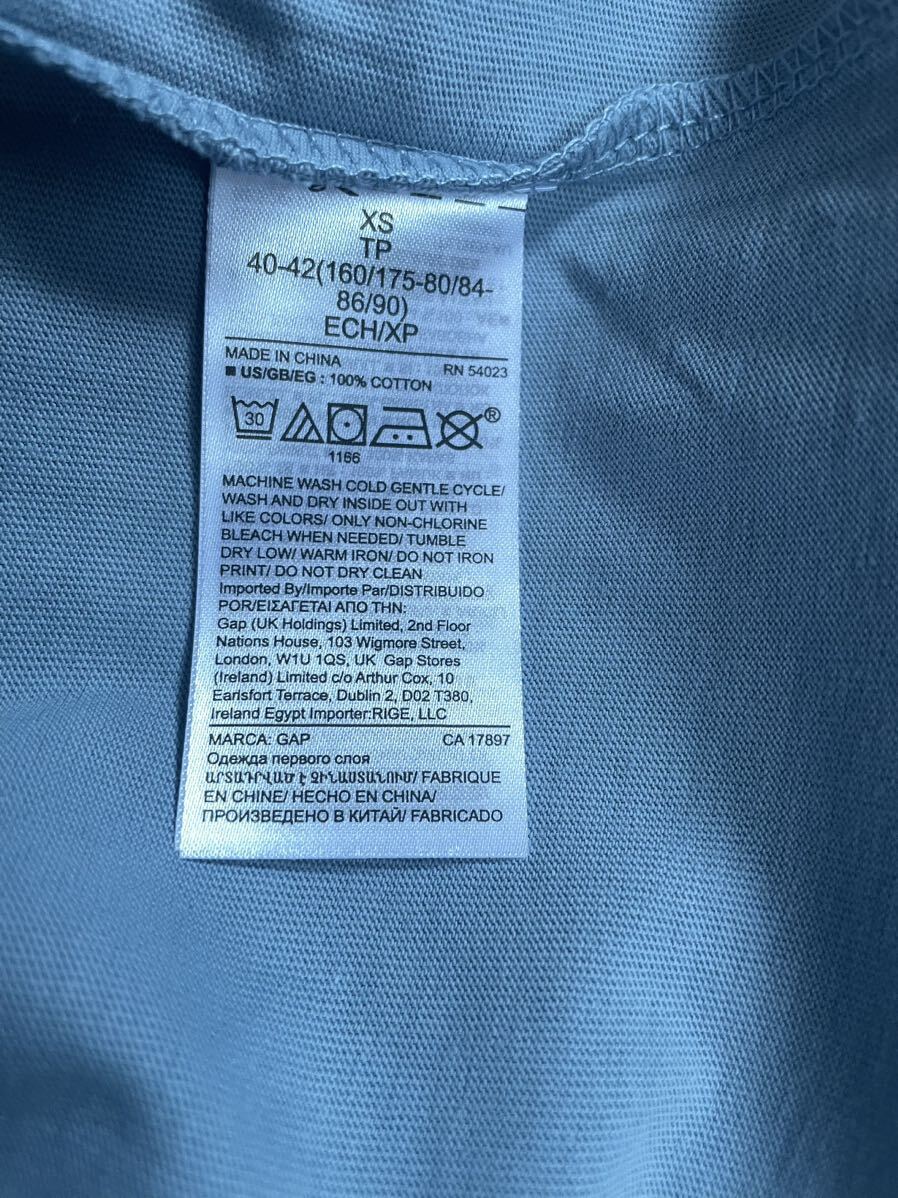 XS
TP
40-42(160/175-80/84-
86/90)
ECH/XP
MADE IN CHINA RN 54023
US/GB/EG : 100% COTTON
30 ®
1166
MACHINE WASH COLD GENTLE CYCLE/
WASH AND DRY INSIDE OUT WITH
LIKE COLORS/ ONLY NON-CHLORINE
BLEACH WHEN NEEDED/ TUMBLE
DRY LOW/ WARM IRON/ DO NOT IRON
PRINT/ DO NOT DRY CLEAN
Imported By/Importe Par/DISTRIBUIDO
POR/ΕΙΣΑΓΕΤΑΙ ΑΠΟ ΤΗΝ:
Gap (UK Holdings) Limited, 2nd Floor
Nations House, 103 Wigmore Street,
London, W1U 1QS, UK Gap Stores
(Ireland) Limited c/o Arthur Cox, 10
Earlsfort Terrace, Dublin 2, D02 T380,
Ireland Egypt Importer:RIGE, LLC
MARCA: GAP CA 17897
Одежда первого слоя
ԱՐՏԱԴՐՎԱԾ է ՉԻՆԱՍՏԱՆՈՒՄ/ FABRIQUE
EN CHINE/ HECHO EN CHINA/
ПРОИЗВЕДЕНО В КИТАЙ/ FABRICADO